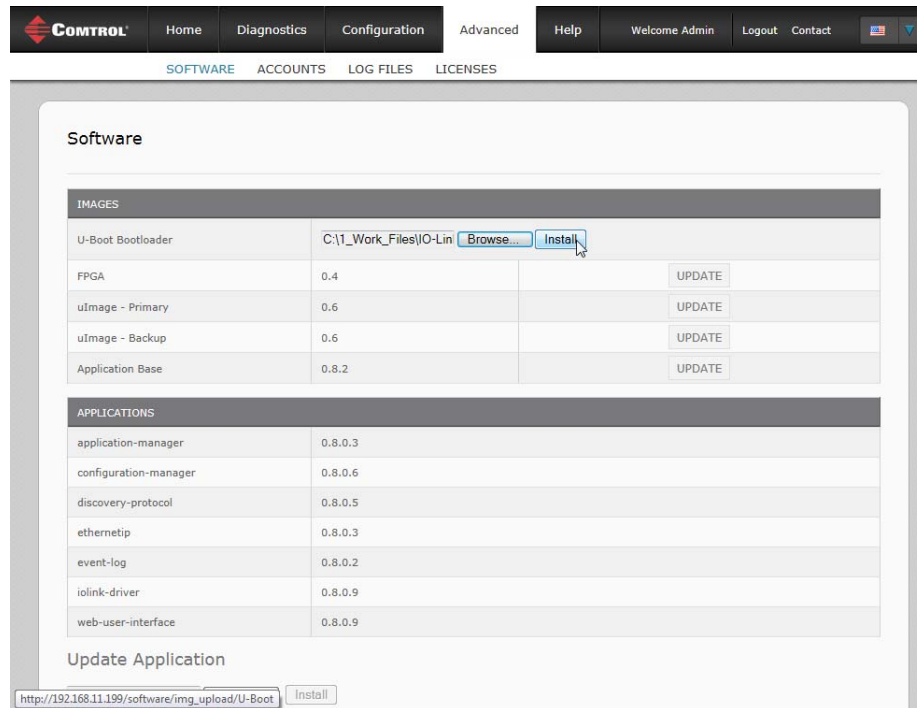 COMTROL Home Diagnostics Configuration Advanced Help Welcome Admin Logout Contact
SOFTWARE ACCOUNTS LOG FILES LICENSES
Software
IMAGES
U-Boot Bootloader C:\1_Work_Files\IO-Lin Browse... Install
FPGA 0.4 UPDATE
uImage - Primary 0.6 UPDATE
uImage - Backup 0.6 UPDATE
Application Base 0.8.2 UPDATE
APPLICATIONS
application-manager 0.8.0.3
configuration-manager 0.8.0.6
discovery-protocol 0.8.0.5
ethernetip 0.8.0.3
event-log 0.8.0.2
iolink-driver 0.8.0.9
web-user-interface 0.8.0.9
Update Application
http://192.168.11.199/software/img_upload/U-Boot Install